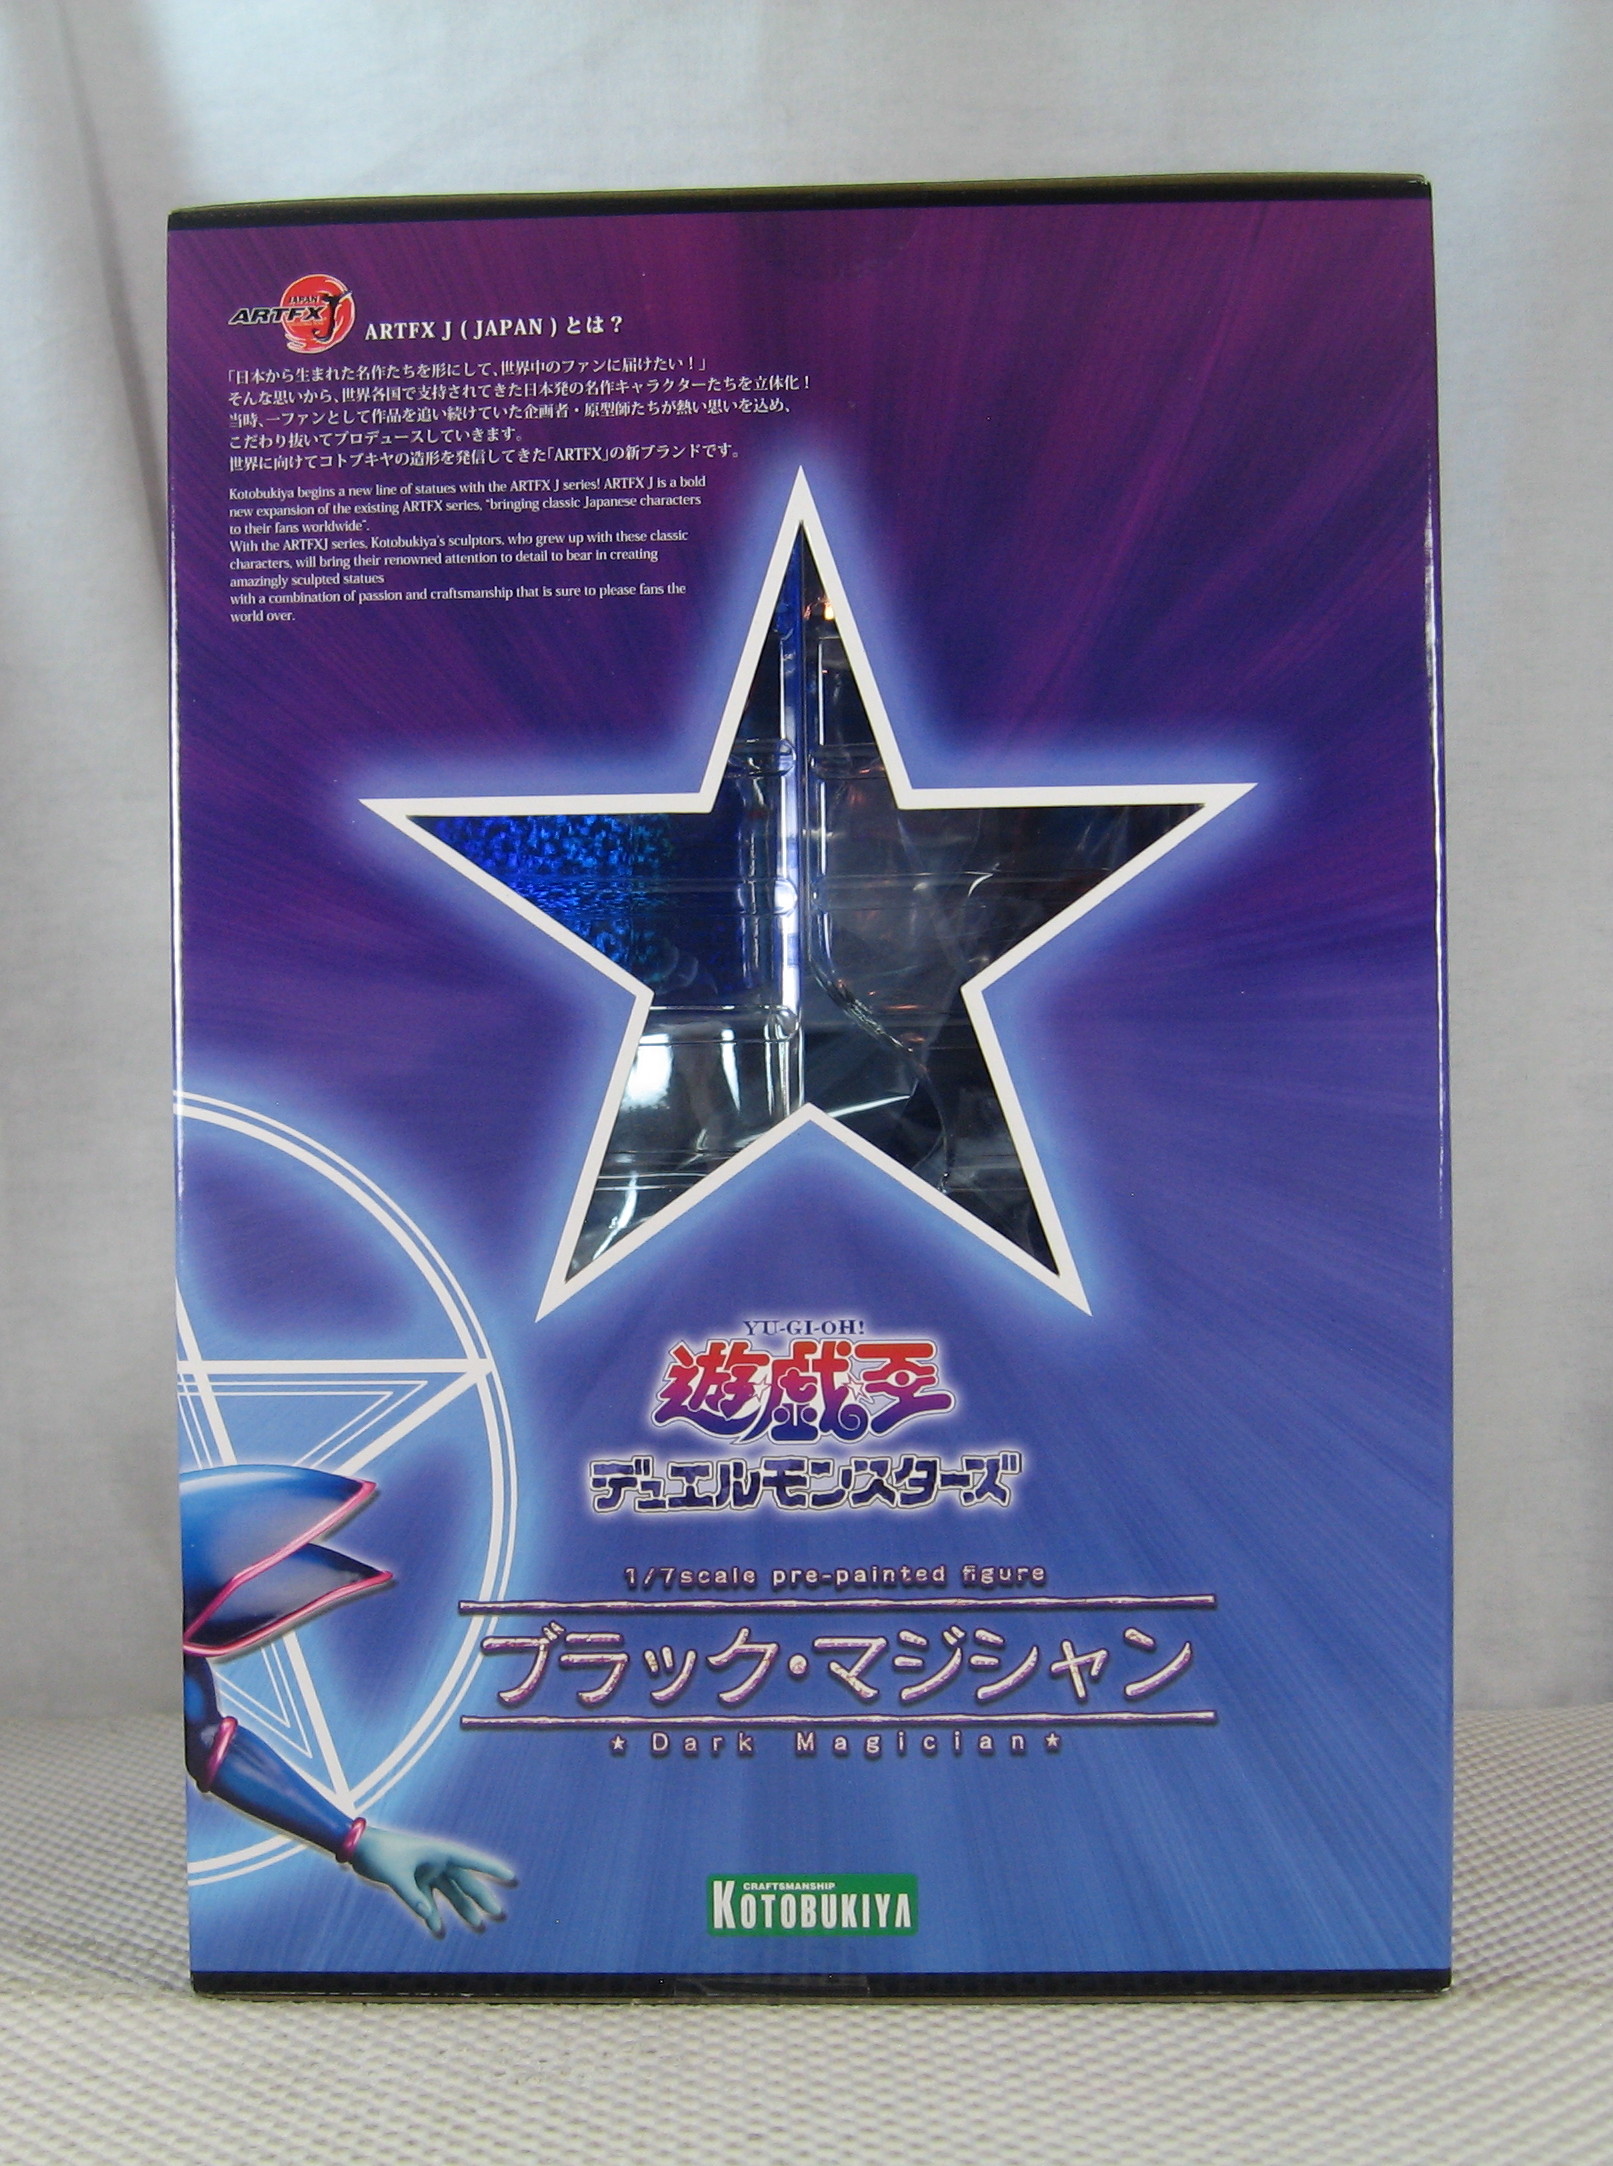 JAPAN
ARTFX J
ARTFX J ( JAPAN ) とは？
「日本から生まれた名作たちを形にして、世界中のファンに届けたい！」
そんな思いから、世界各国で支持されてきた日本発の名作キャラクターたちを立体化！
当時、一ファンとして作品を追い続けていた企画者・原型師たちが熱い思いを込め、
こだわり抜いてプロデュースしていきます。
世界に向けてコトブキヤの造形を発信してきた「ARTFX」の新ブランドです。
Kotobukiya begins a new line of statues with the ARTFX J series! ARTFX J is a bold
new expansion of the existing ARTFX series, "bringing classic Japanese characters
to their fans worldwide".
With the ARTFXJ series, Kotobukiya's sculptors, who grew up with these classic
characters, will bring their renowned attention to detail to bear in creating
amazingly sculpted statues
with a combination of passion and craftsmanship that is sure to please fans the
world over.
YU-GI-OH!
遊☆戯☆王
デュエルモンスターズ
1/7scale pre-painted figure
ブラック・マジシャン
★Dark Magician★
CRAFTSMANSHIP
KOTOBUKIYA